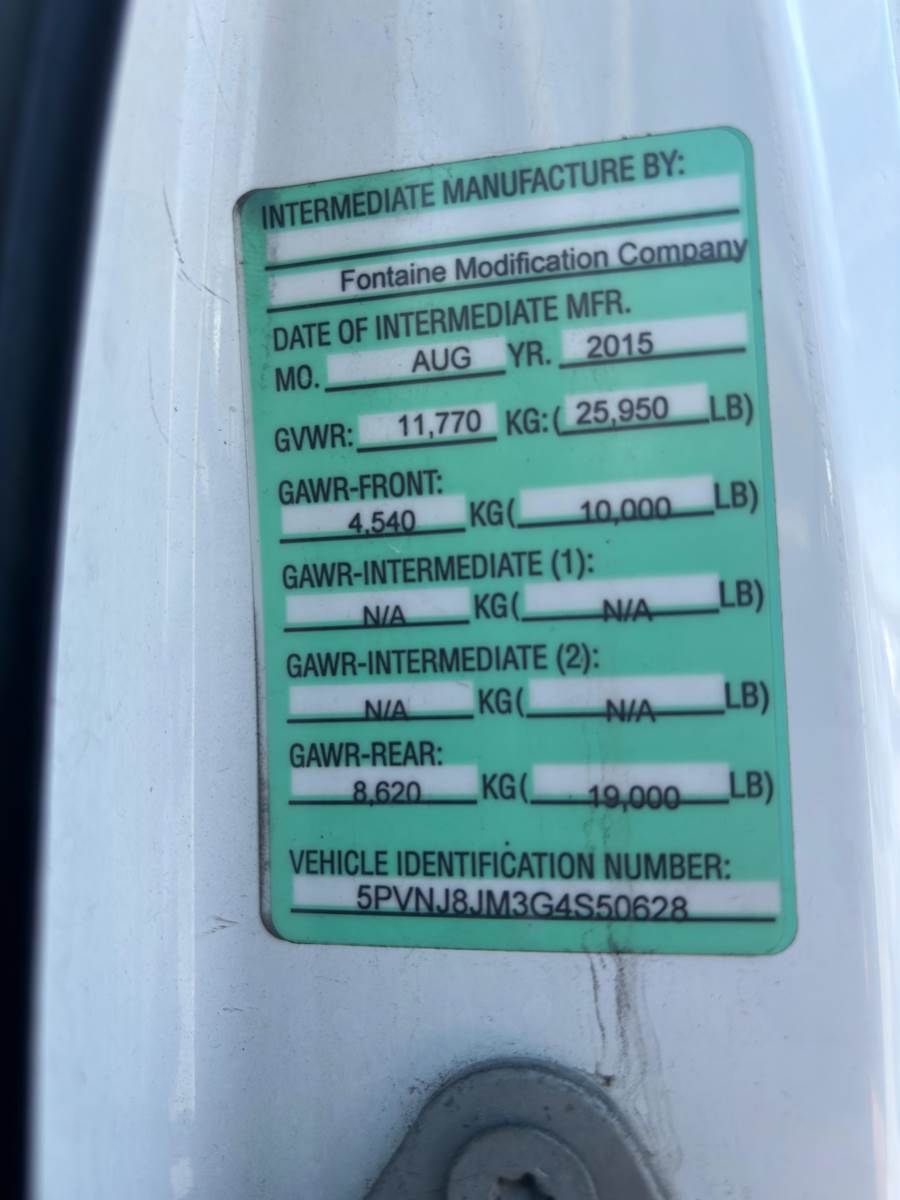 INTERMEDIATE MANUFACTURE BY:
Fontaine Modification Company
DATE OF INTERMEDIATE MFR.
MO. AUG YR. 2015
GVWR: 11,770 KG:( 25,950 LB)
GAWR-FRONT:
4,540 KG( 10,000 LB)
GAWR-INTERMEDIATE (1):
N/A KG( N/A LB)
GAWR-INTERMEDIATE (2):
N/A KG( N/A LB)
GAWR-REAR:
8,620 KG( 19,000 LB)
VEHICLE IDENTIFICATION NUMBER:
5PVNJ8JM3G4S50628